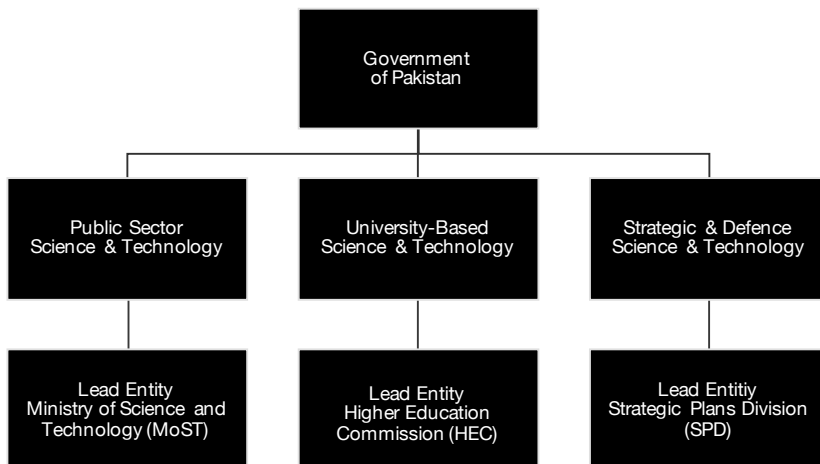 Government
of Pakistan
Public Sector
Science & Technology
University-Based
Science & Technology
Strategic & Defence
Science & Technology
Lead Entity
Ministry of Science and
Technology (MoST)
Lead Entity
Higher Education
Commission (HEC)
Lead Entitiy
Strategic Plans Division
(SPD)